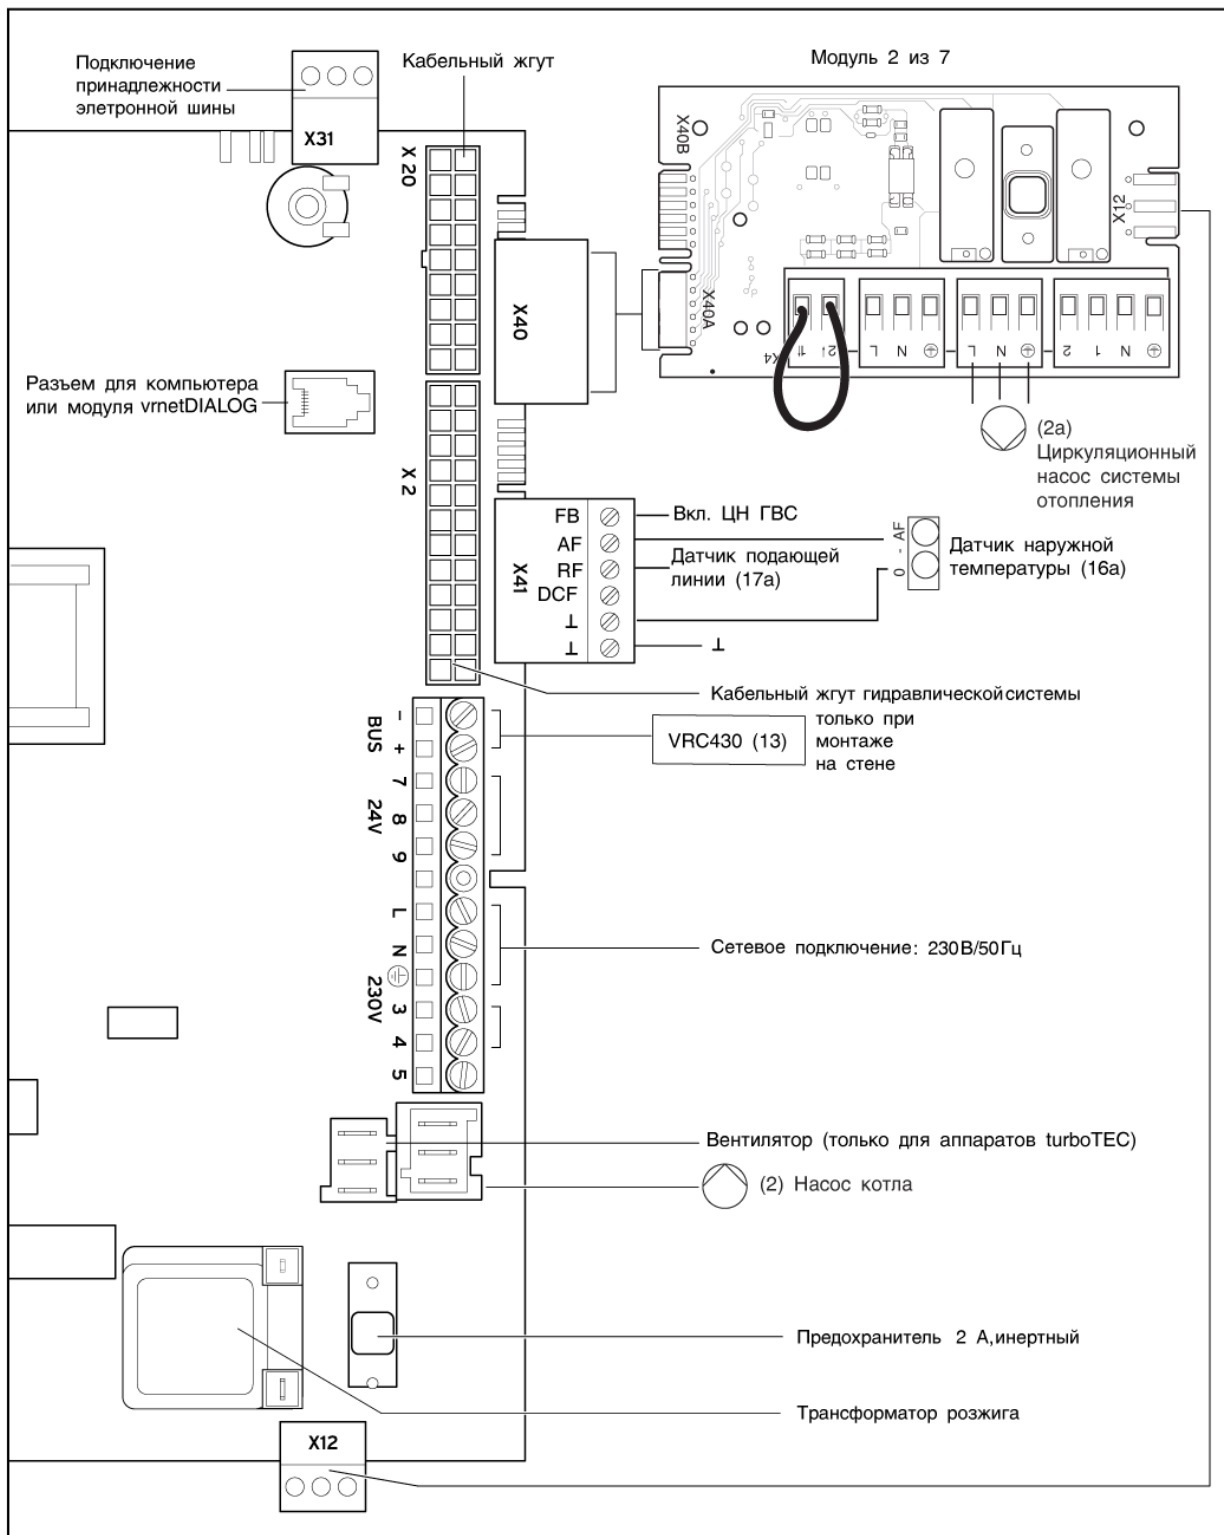 Подключение
принадлежности
элетронной шины
Кабельный жгут
Модуль 2 из 7
X31
X 20
X40B
X12
X40
X40A
X4
1
2
L
N
L
N
2
1
N
Разъем для компьютера
или модуля vrnetDIALOG
(2a)
Циркуляционный
насос системы
отопления
X 2
X41
FB
AF
RF
DCF
Вкл. ЦН ГВС
Датчик подающей
линии (17a)
0 - AF
Датчик наружной
температуры (16a)
Кабельный жгут гидравлической системы
VRC430 (13)
только при
монтаже
на стене
BUS
-
+
24V
7
8
9
L
N
230V
3
4
5
Сетевое подключение: 230В/50Гц
Вентилятор (только для аппаратов turboTEC)
(2) Насос котла
Предохранитель 2 А,инертный
Трансформатор розжига
X12